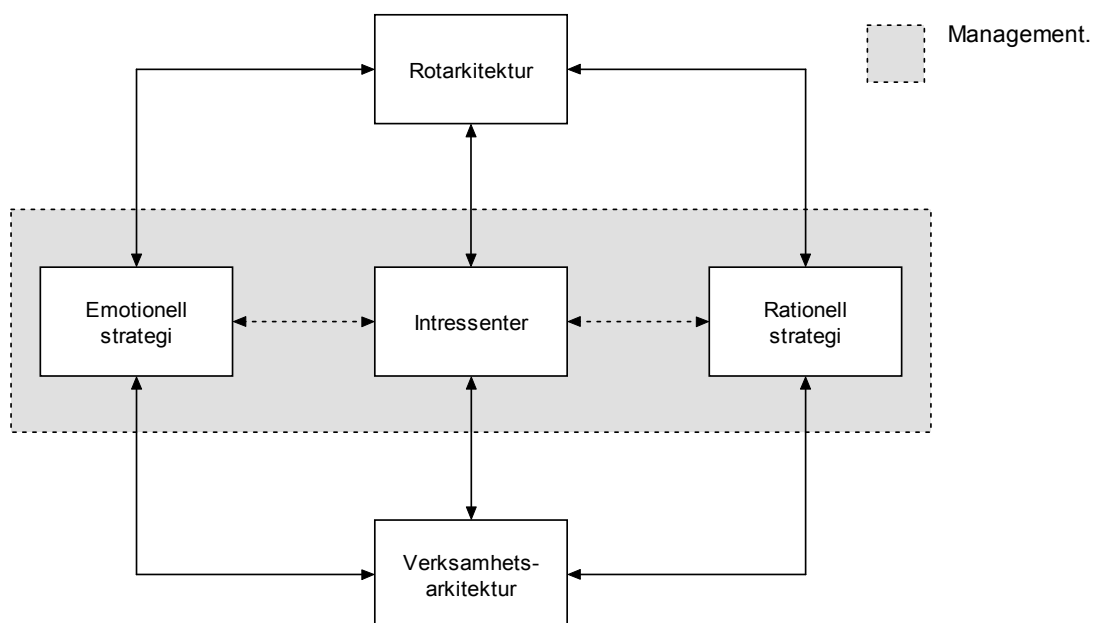 Management.
Rotarkitektur
Emotionell
strategi
Intressenter
Rationell
strategi
Verksamhets-
arkitektur